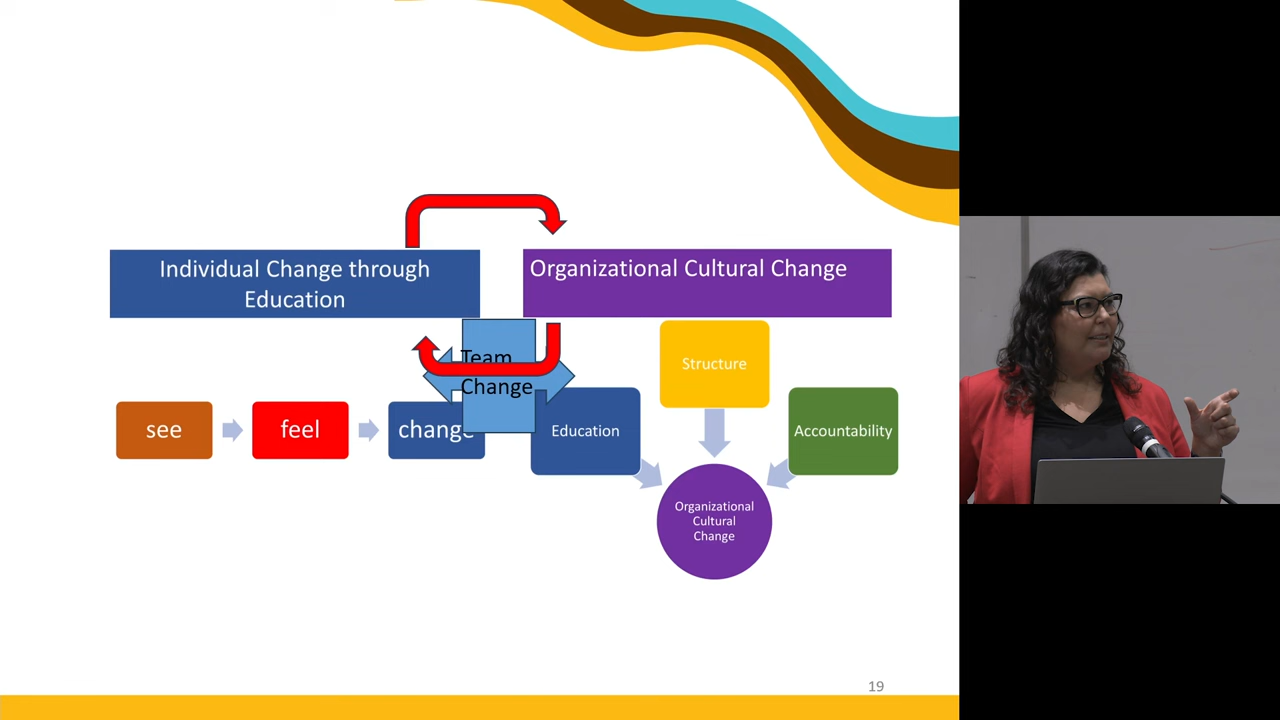 Individual Change through
Education
Organizational Cultural Change
Team
Change
see
feel
change
Education
Structure
Accountability
Organizational
Cultural
Change
19